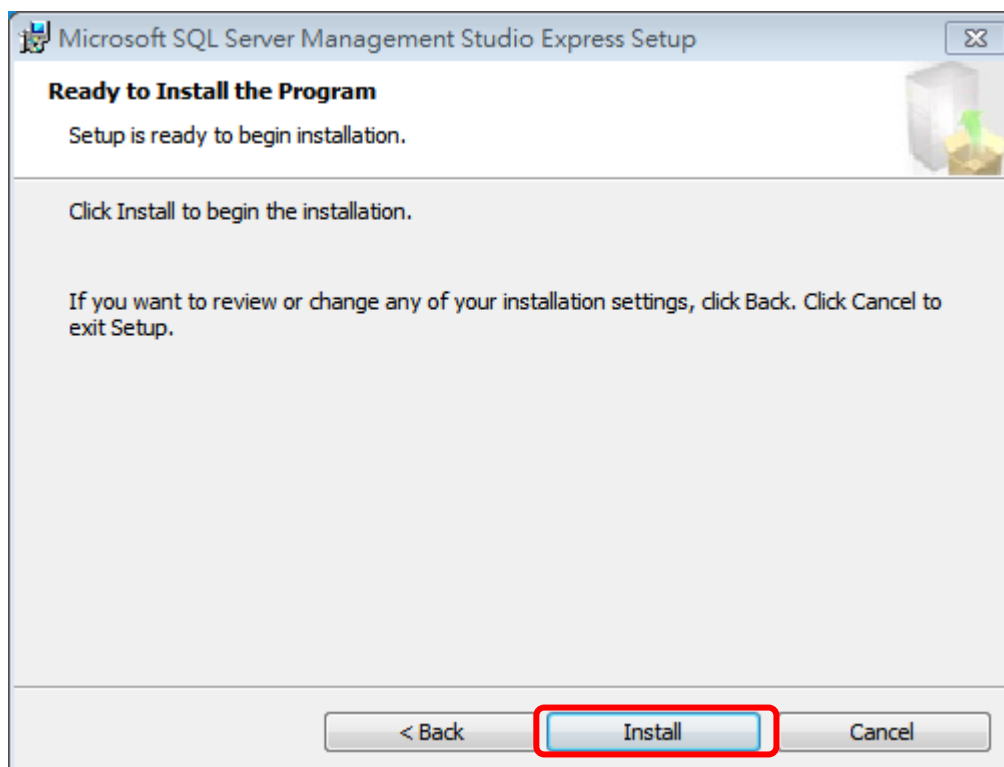 Microsoft SQL Server Management Studio Express Setup
Ready to Install the Program
Setup is ready to begin installation.
Click Install to begin the installation.
If you want to review or change any of your installation settings, click Back. Click Cancel to
exit Setup.
< Back
Install
Cancel